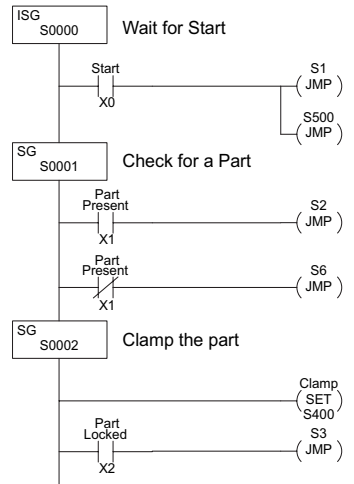 ISG
S0000
Wait for Start
Start
X0
S1
JMP
S500
JMP
SG
S0001
Check for a Part
Part
Present
X1
S2
JMP
Part
Present
X1
S6
JMP
SG
S0002
Clamp the part
Clamp
SET
S400
Part
Locked
X2
S3
JMP